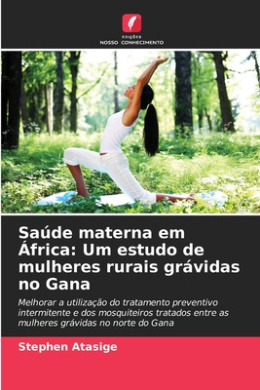 edições
NOSSO CONHECIMENTO
Saúde materna em
África: Um estudo de
mulheres rurais grávidas
no Gana
Melhorar a utilização do tratamento preventivo
intermitente e dos mosquiteiros tratados entre as
mulheres grávidas no norte do Gana
Stephen Atasige